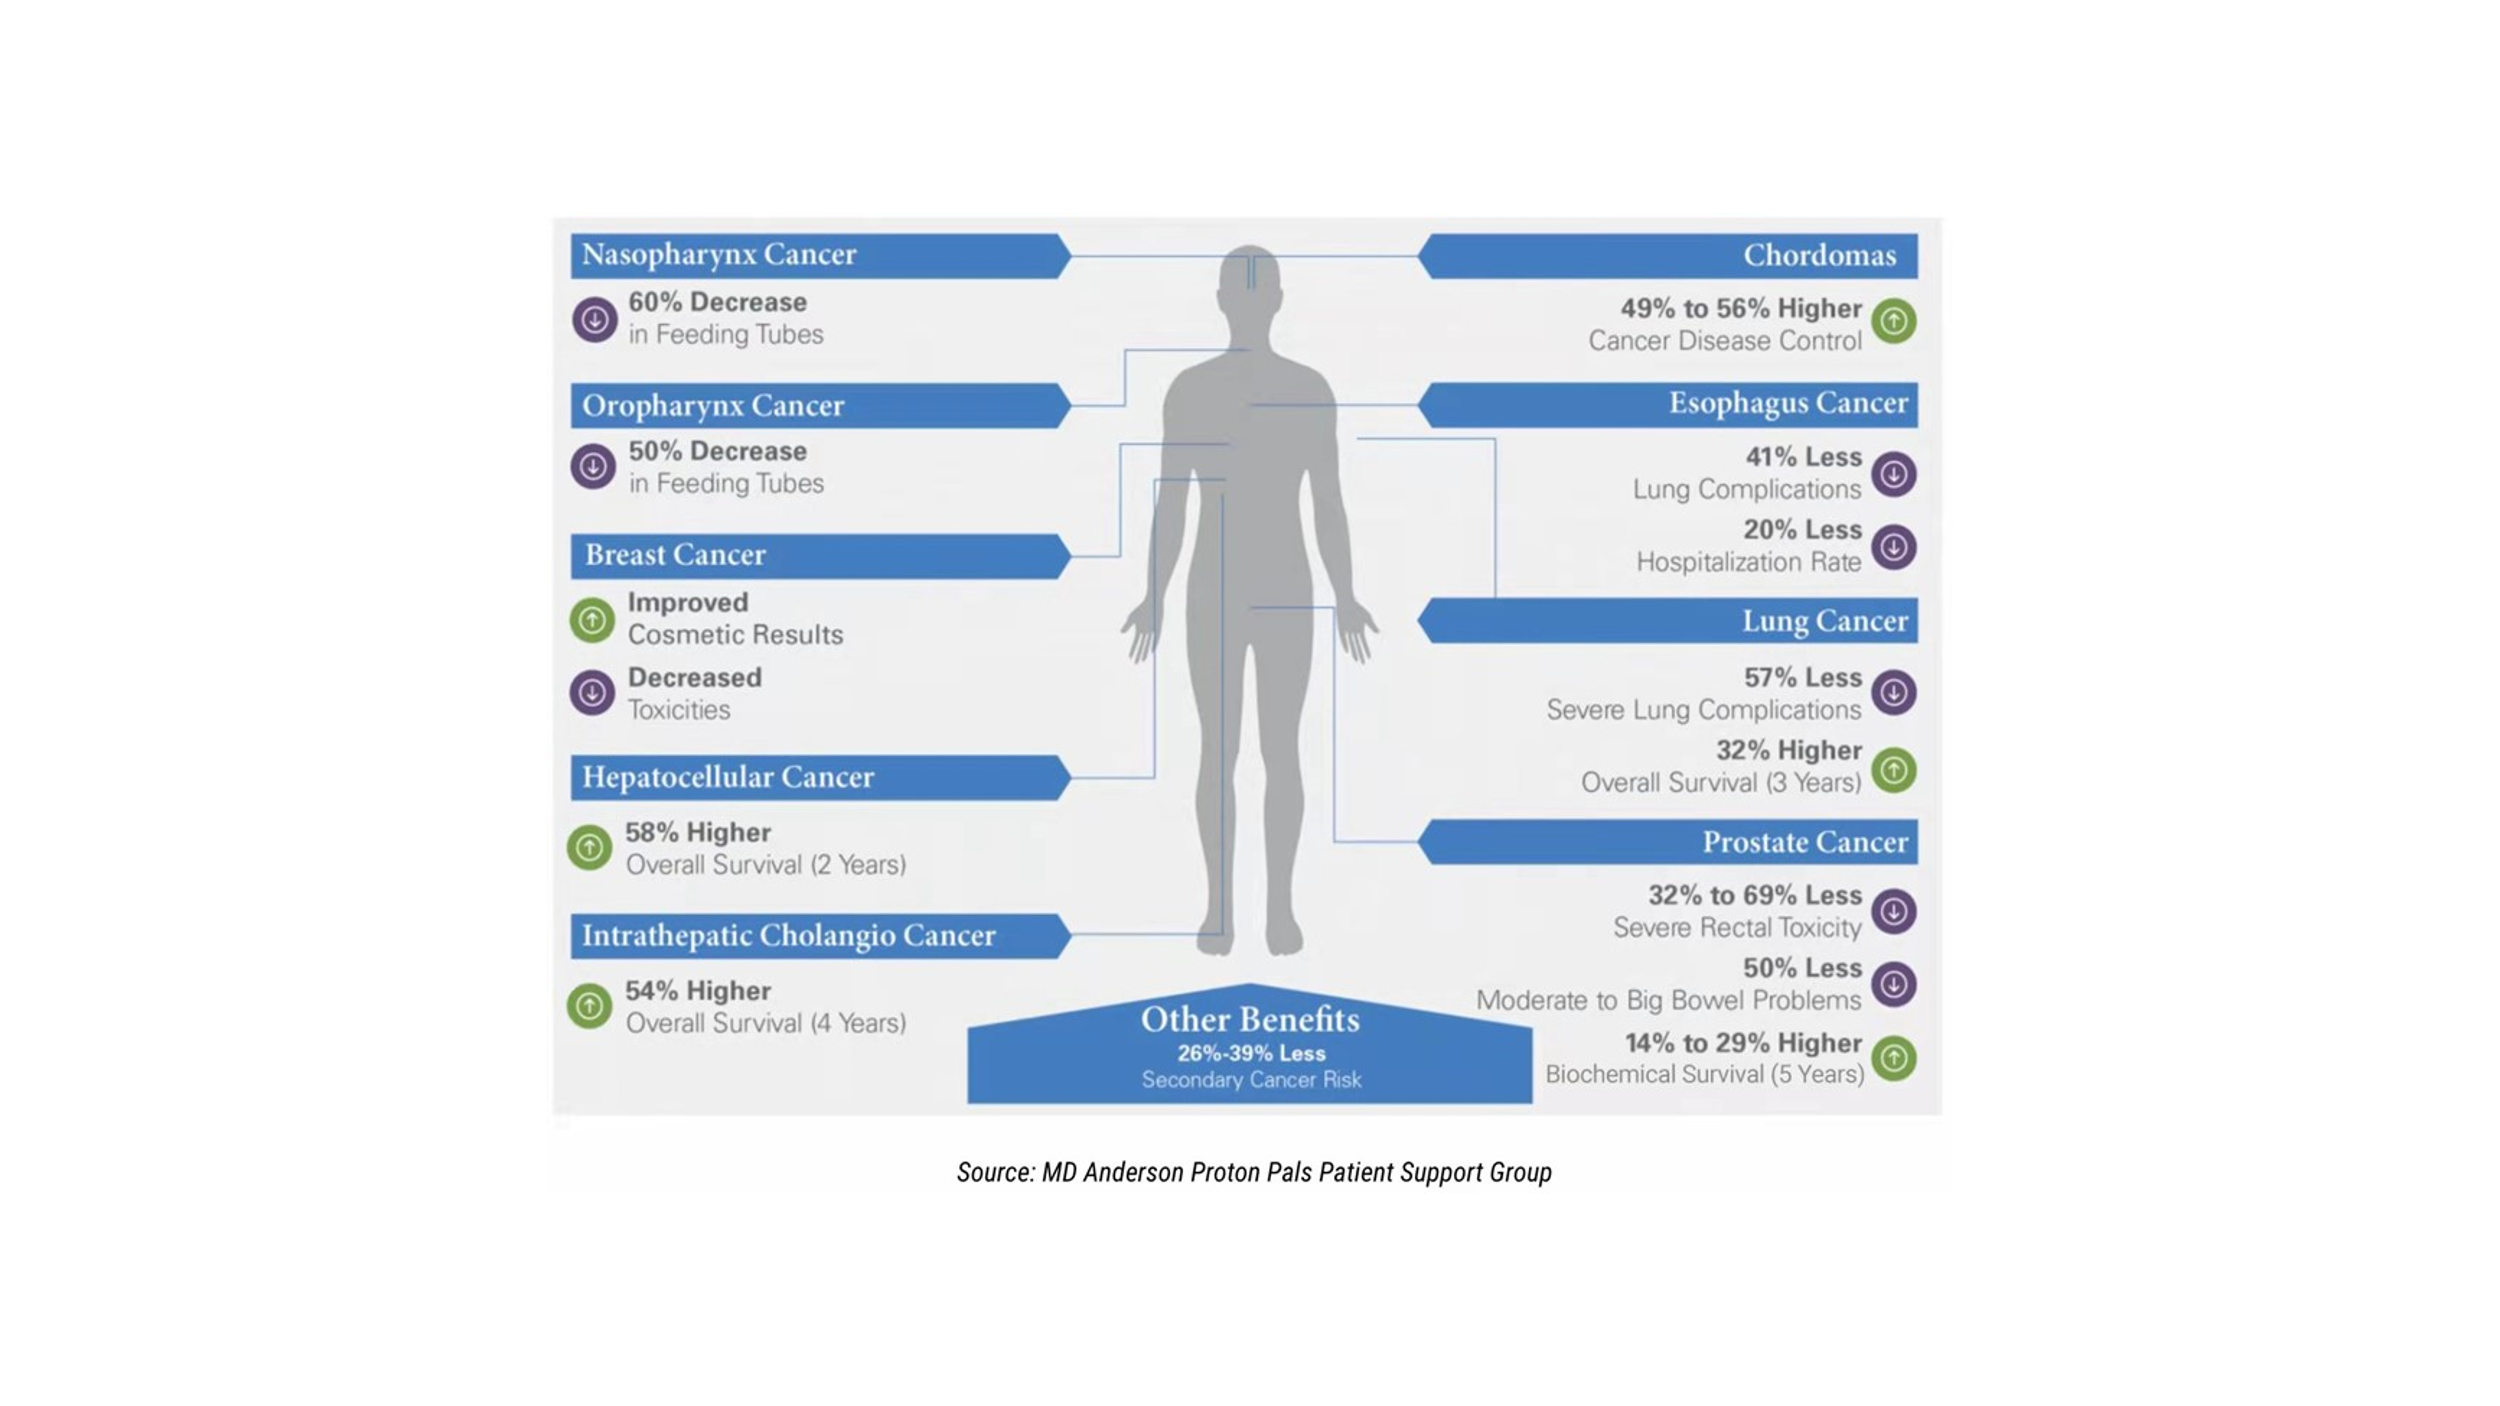 Nasopharynx Cancer
60% Decrease
in Feeding Tubes
Oropharynx Cancer
50% Decrease
in Feeding Tubes
Breast Cancer
Improved
Cosmetic Results
Decreased
Toxicities
Hepatocellular Cancer
58% Higher
Overall Survival (2 Years)
Intrathepatic Cholangio Cancer
54% Higher
Overall Survival (4 Years)
Chordomas
49% to 56% Higher
Cancer Disease Control
Esophagus Cancer
41% Less
Lung Complications
20% Less
Hospitalization Rate
Lung Cancer
57% Less
Severe Lung Complications
32% Higher
Overall Survival (3 Years)
Prostate Cancer
32% to 69% Less
Severe Rectal Toxicity
50% Less
Moderate to Big Bowel Problems
14% to 29% Higher
Biochemical Survival (5 Years)
Other Benefits
26%-39% Less
Secondary Cancer Risk
Source: MD Anderson Proton Pals Patient Support Group